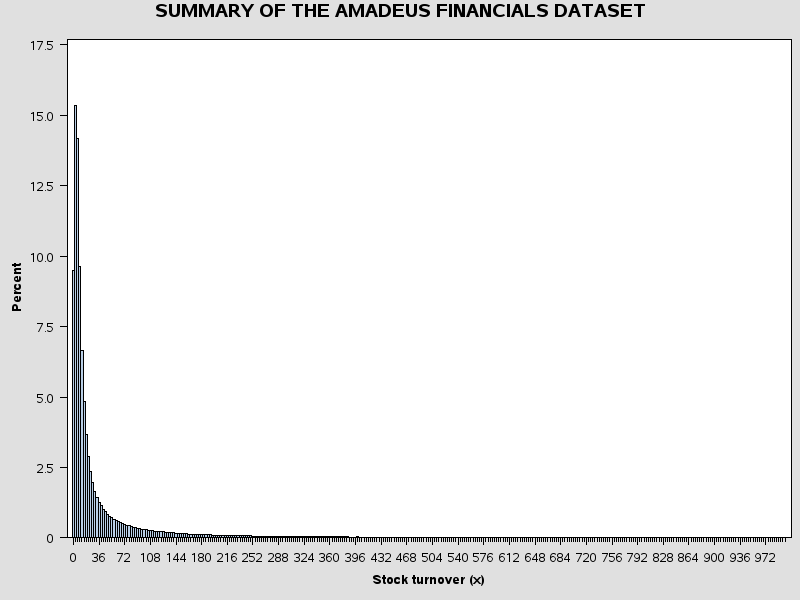 SUMMARY OF THE AMADEUS FINANCIALS DATASET
17.5
15.0
12.5
10.0
7.5
5.0
2.5
0
Percent
0 36 72 108 144 180 216 252 288 324 360 396 432 468 504 540 576 612 648 684 720 756 792 828 864 900 936 972
Stock turnover (x)